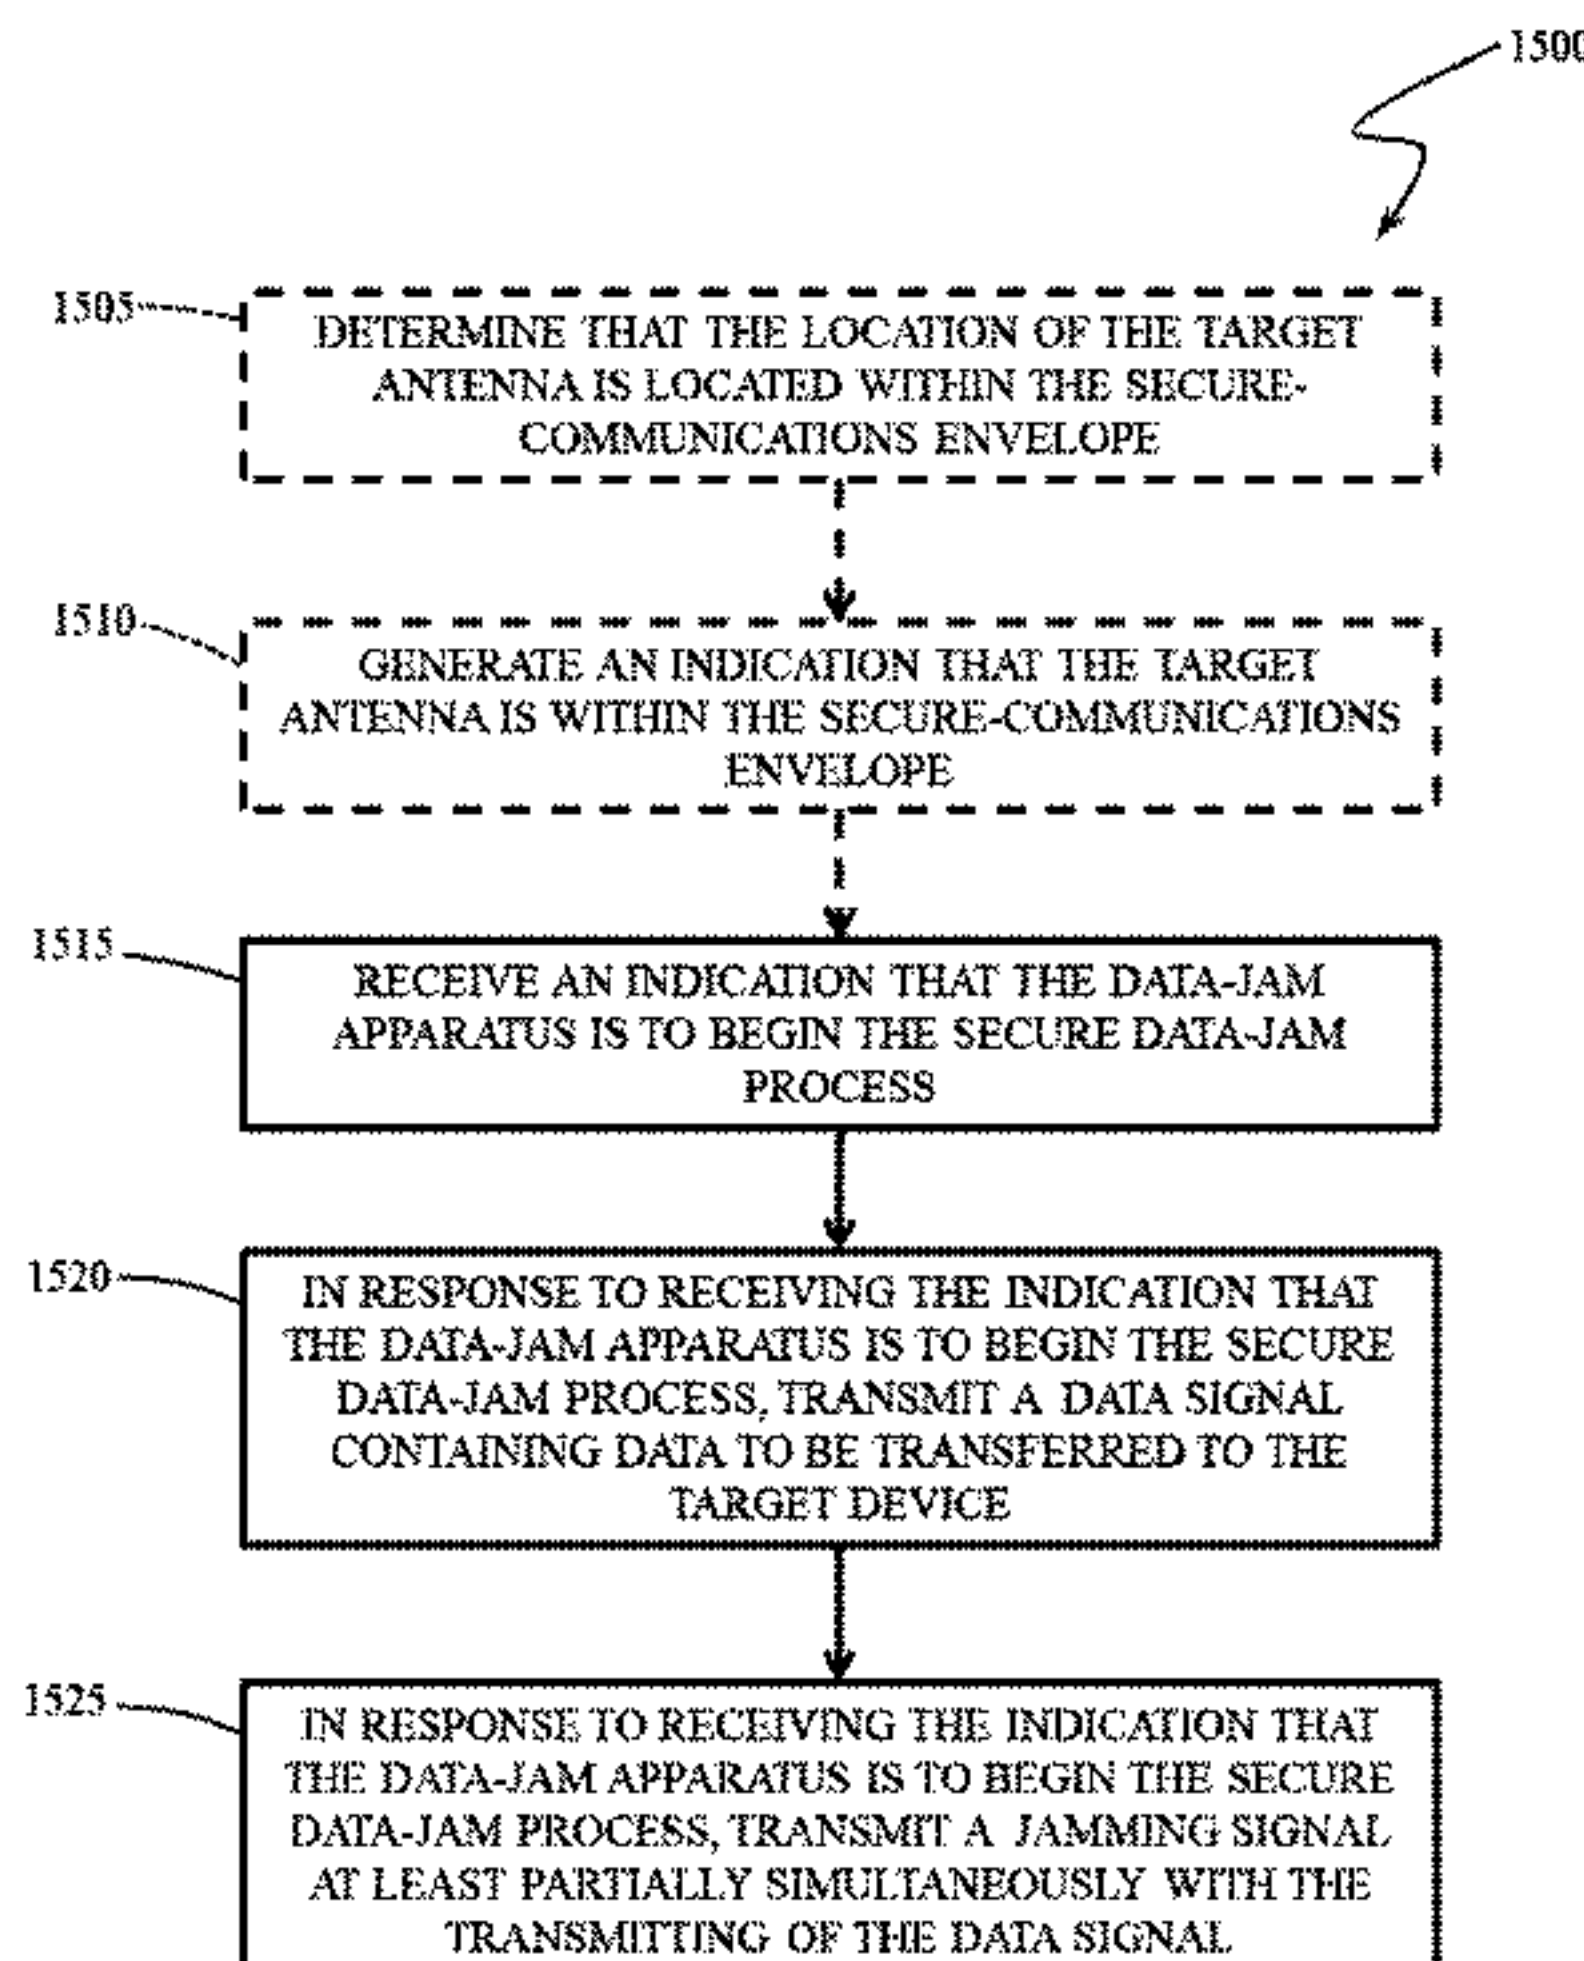 1500
1505
DETERMINE THAT THE LOCATION OF THE TARGET
ANTENNA IS LOCATED WITHIN THE SECURE-
COMMUNICATIONS ENVELOPE
1510
GENERATE AN INDICATION THAT THE TARGET
ANTENNA IS WITHIN THE SECURE-COMMUNICATIONS
ENVELOPE
1515
RECEIVE AN INDICATION THAT THE DATA-JAM
APPARATUS IS TO BEGIN THE SECURE DATA-JAM
PROCESS
1520
IN RESPONSE TO RECEIVING THE INDICATION THAT
THE DATA-JAM APPARATUS IS TO BEGIN THE SECURE
DATA-JAM PROCESS, TRANSMIT A DATA SIGNAL
CONTAINING DATA TO BE TRANSFERRED TO THE
TARGET DEVICE
1525
IN RESPONSE TO RECEIVING THE INDICATION THAT
THE DATA-JAM APPARATUS IS TO BEGIN THE SECURE
DATA-JAM PROCESS, TRANSMIT A JAMMING SIGNAL
AT LEAST PARTIALLY SIMULTANEOUSLY WITH THE
TRANSMITTING OF THE DATA SIGNAL